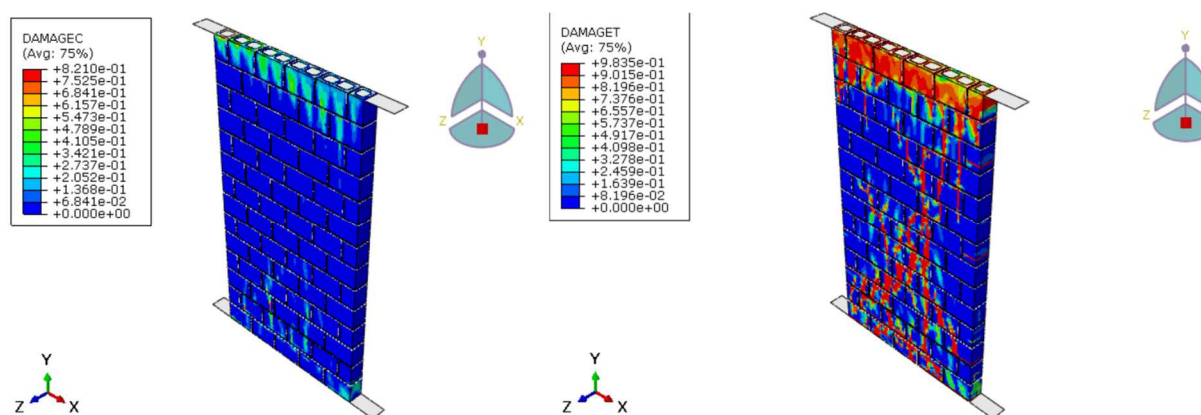 DAMAGEC
(Avg: 75%)
+8.210e-01
+7.525e-01
+6.841e-01
+6.157e-01
+5.473e-01
+4.789e-01
+4.105e-01
+3.421e-01
+2.737e-01
+2.052e-01
+1.368e-01
+6.841e-02
+0.000e+00
Y
Z
X
Y
Z
X
DAMAGET
(Avg: 75%)
+9.835e-01
+9.015e-01
+8.196e-01
+7.376e-01
+6.557e-01
+5.737e-01
+4.917e-01
+4.098e-01
+3.278e-01
+2.459e-01
+1.639e-01
+8.196e-02
+0.000e+00
Y
Z
Y
Z
X